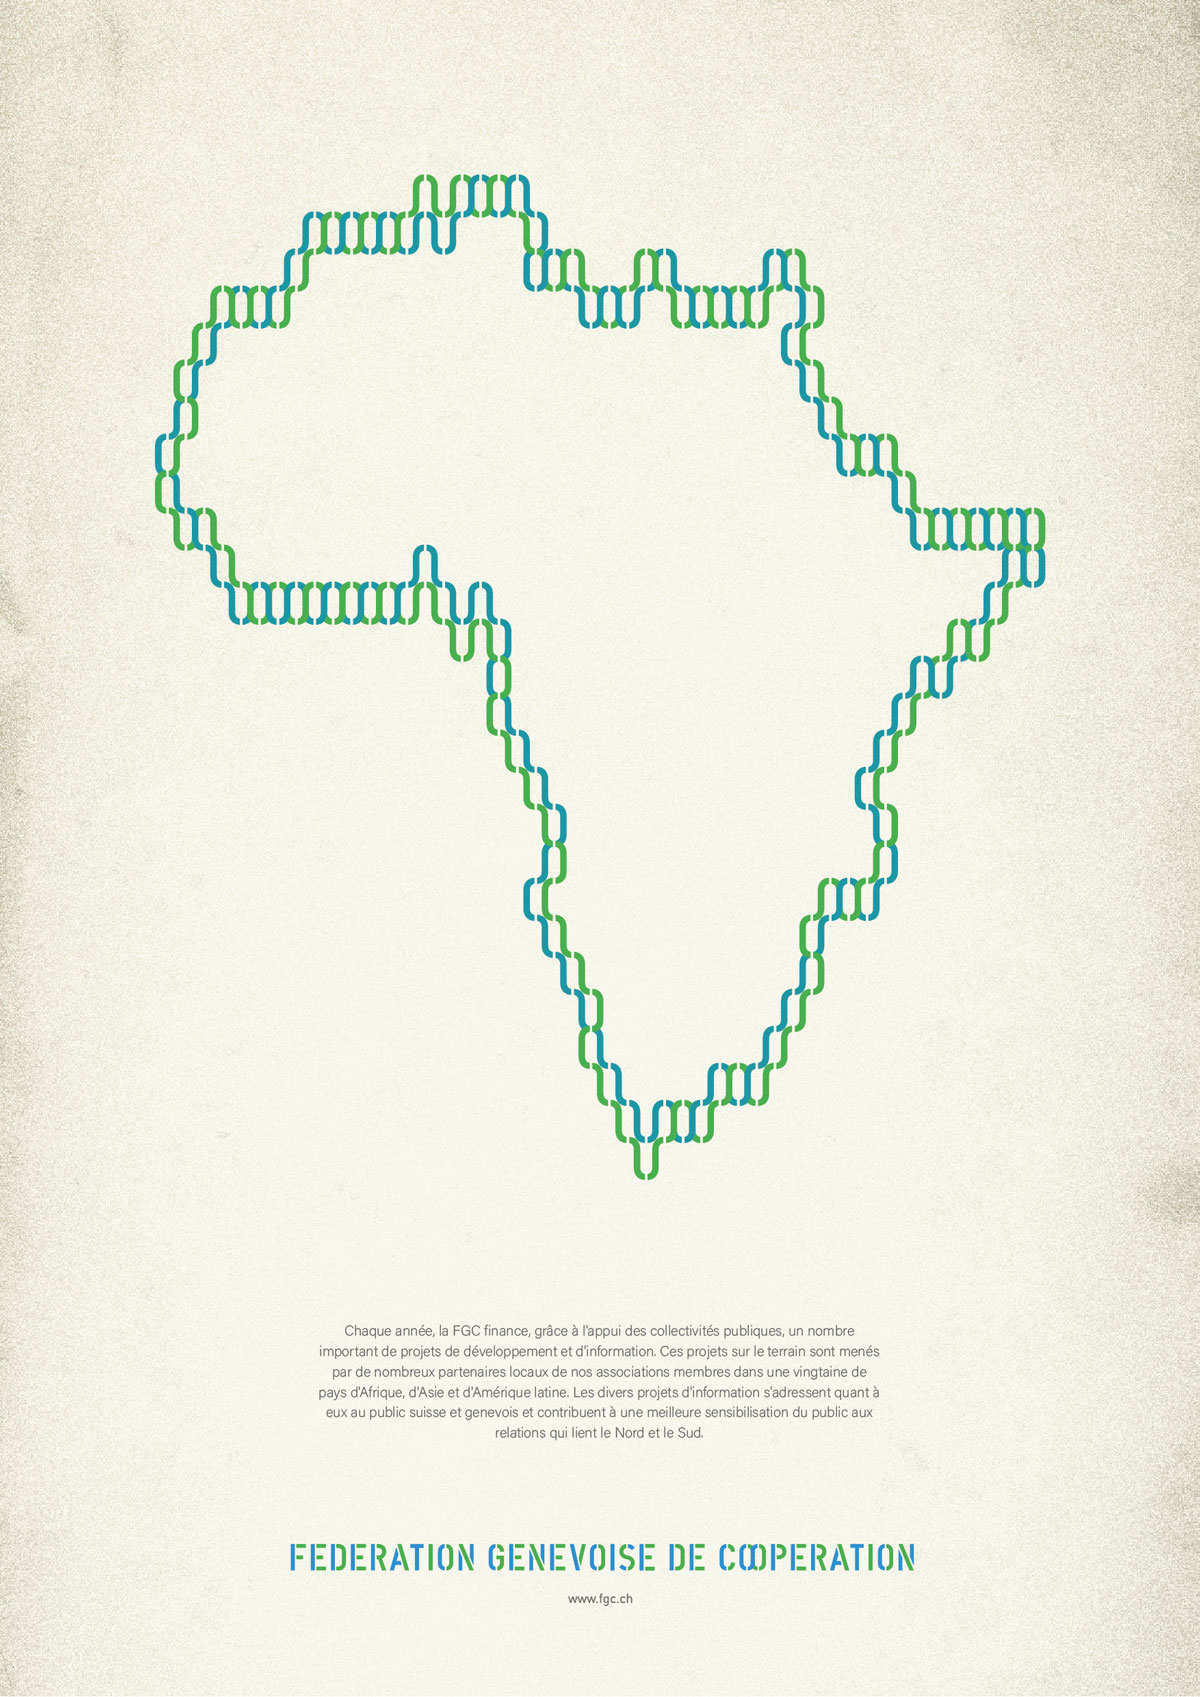 Chaque année, la FGC finance, grâce à l'appui des collectivités publiques, un nombre
important de projets de développement et d'information. Ces projets sur le terrain sont menés
par de nombreux partenaires locaux de nos associations membres dans une vingtaine de
pays d'Afrique, d'Asie et d'Amérique latine. Les divers projets d'information s'adressent quant à
eux au public suisse et genevois et contribuent à une meilleure sensibilisation du public aux
relations qui lient le Nord et le Sud.
FEDERATION GENEVOISE DE COOPERATION
www.fgc.ch